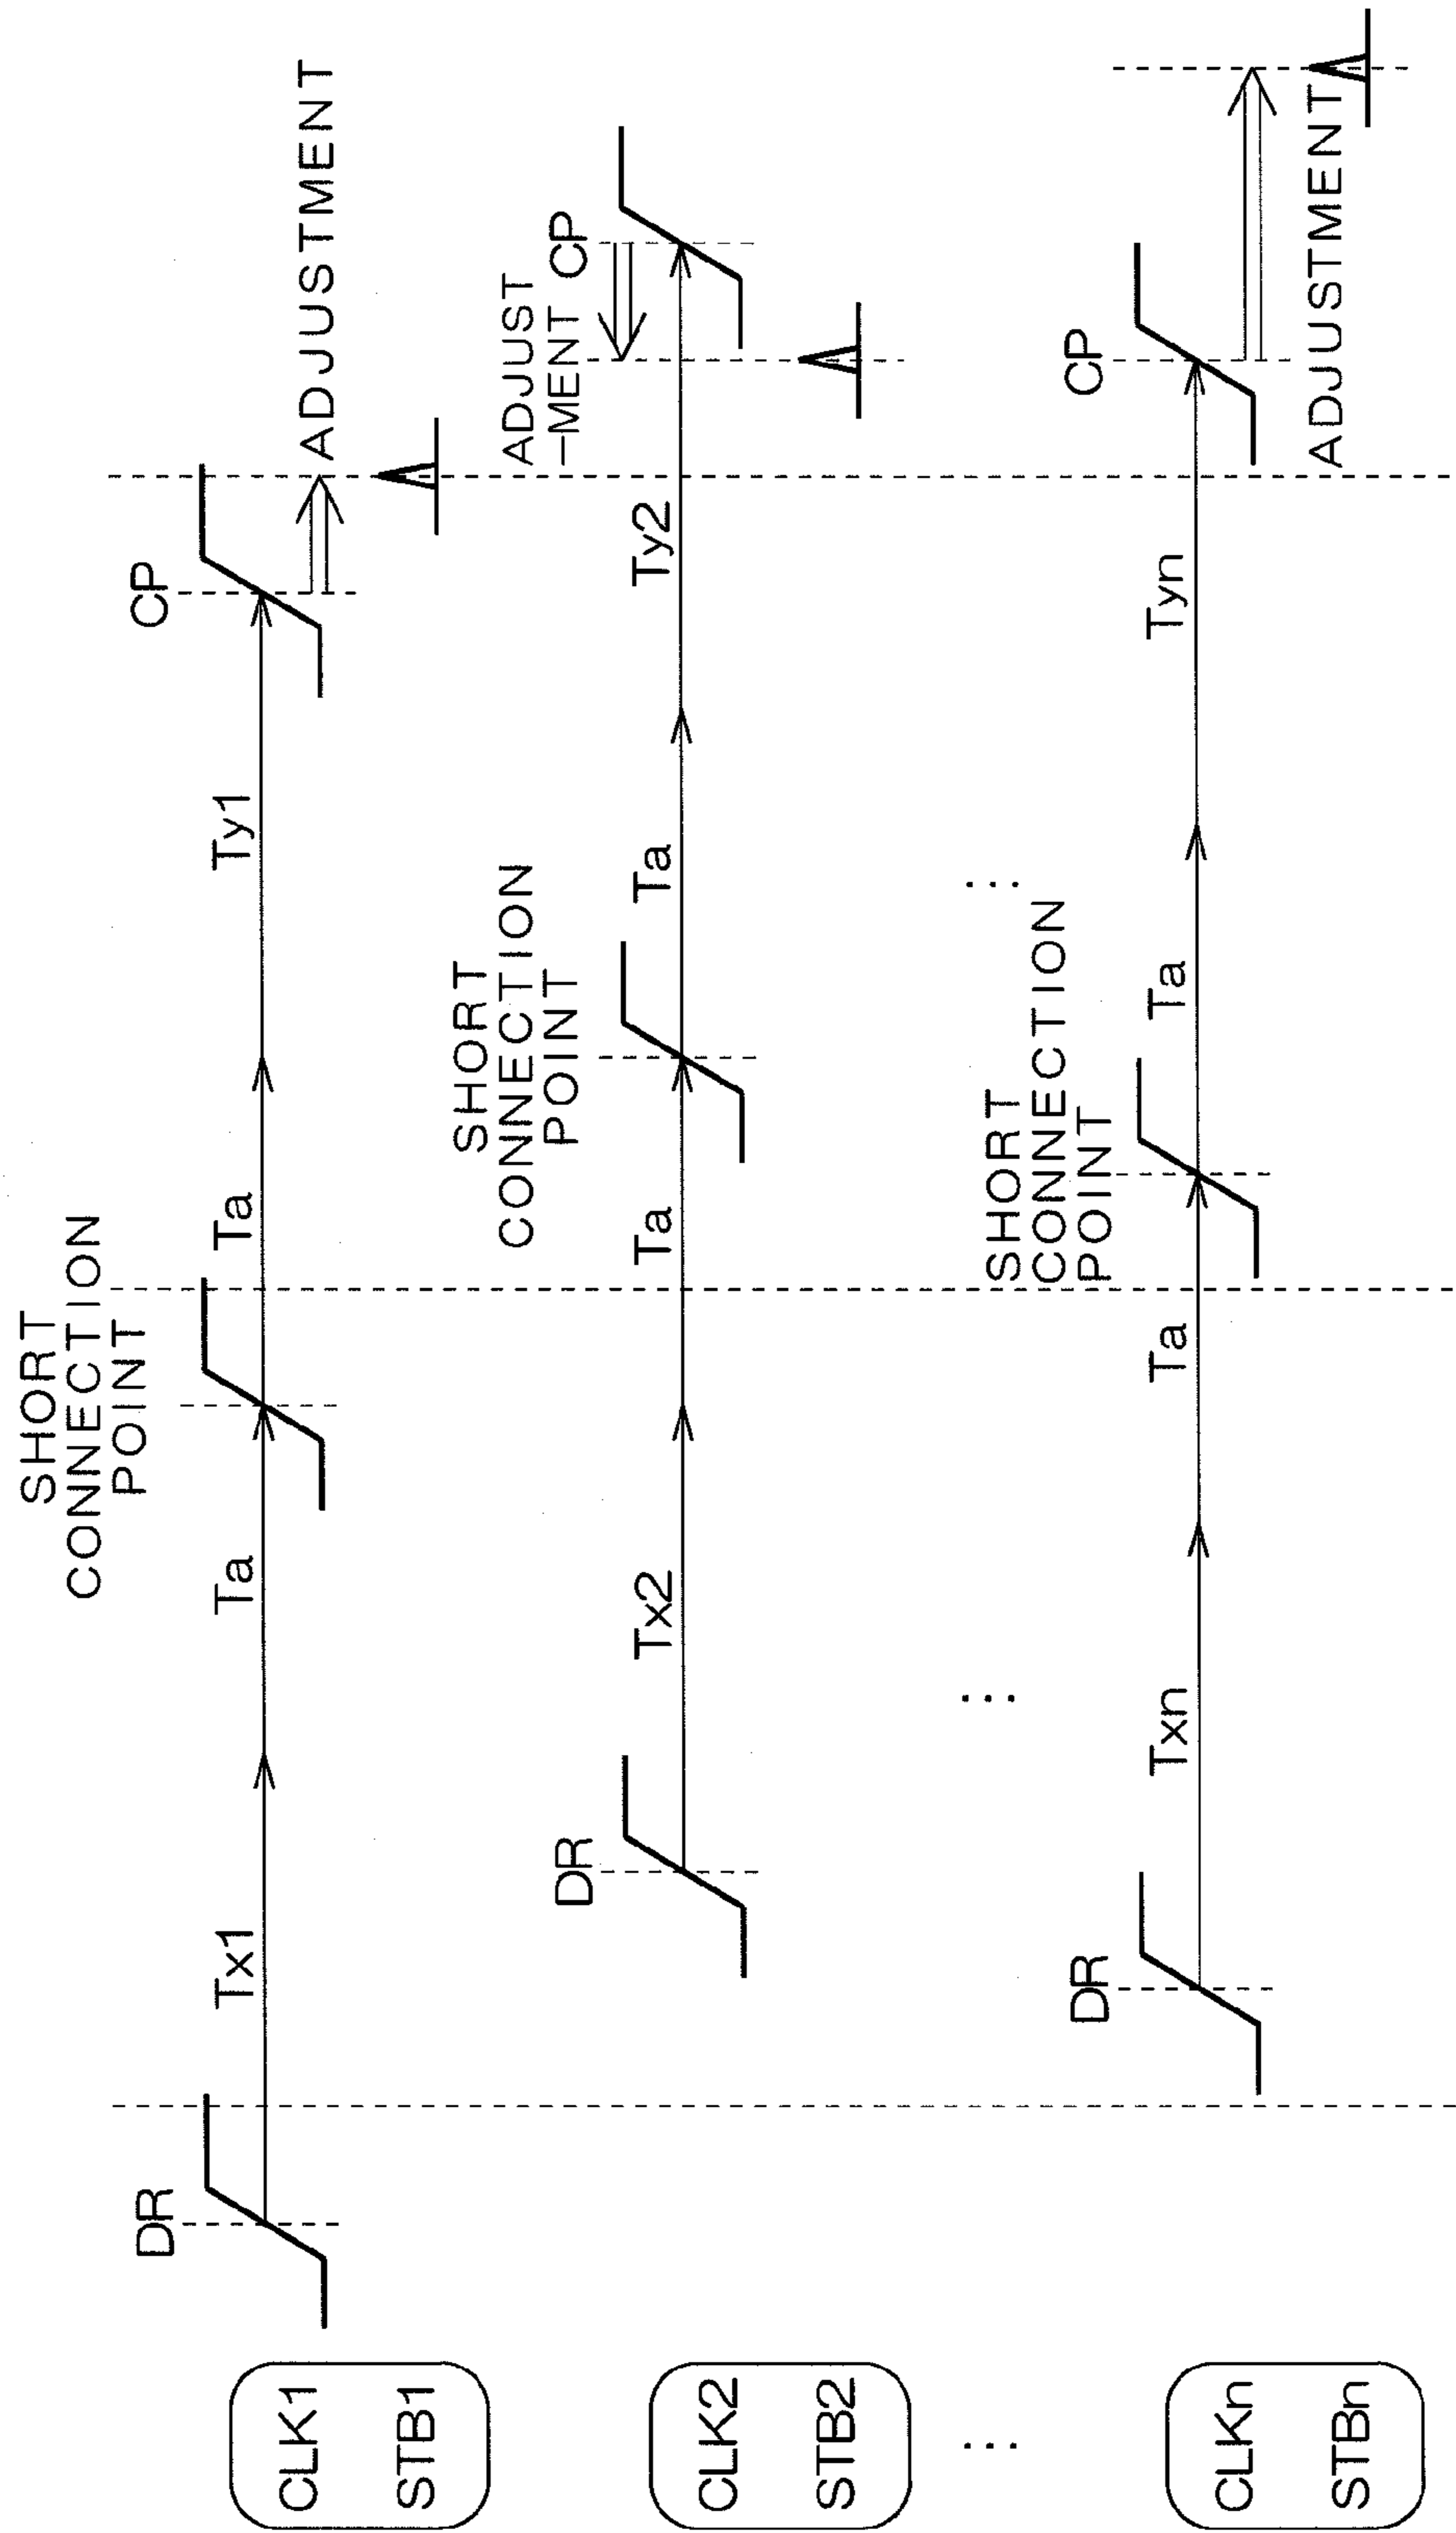 CLK1
STB1
DR
Tx1
Ta
SHORT
CONNECTION
POINT
Ta
Ty1
CP
ADJUSTMENT
CLK2
STB2
DR
Tx2
Ta
SHORT
CONNECTION
POINT
Ta
Ty2
ADJUST
-MENT
CP
...
...
...
CLKn
STBn
DR
Txn
Ta
SHORT
CONNECTION
POINT
Ta
Tyn
CP
ADJUSTMENT